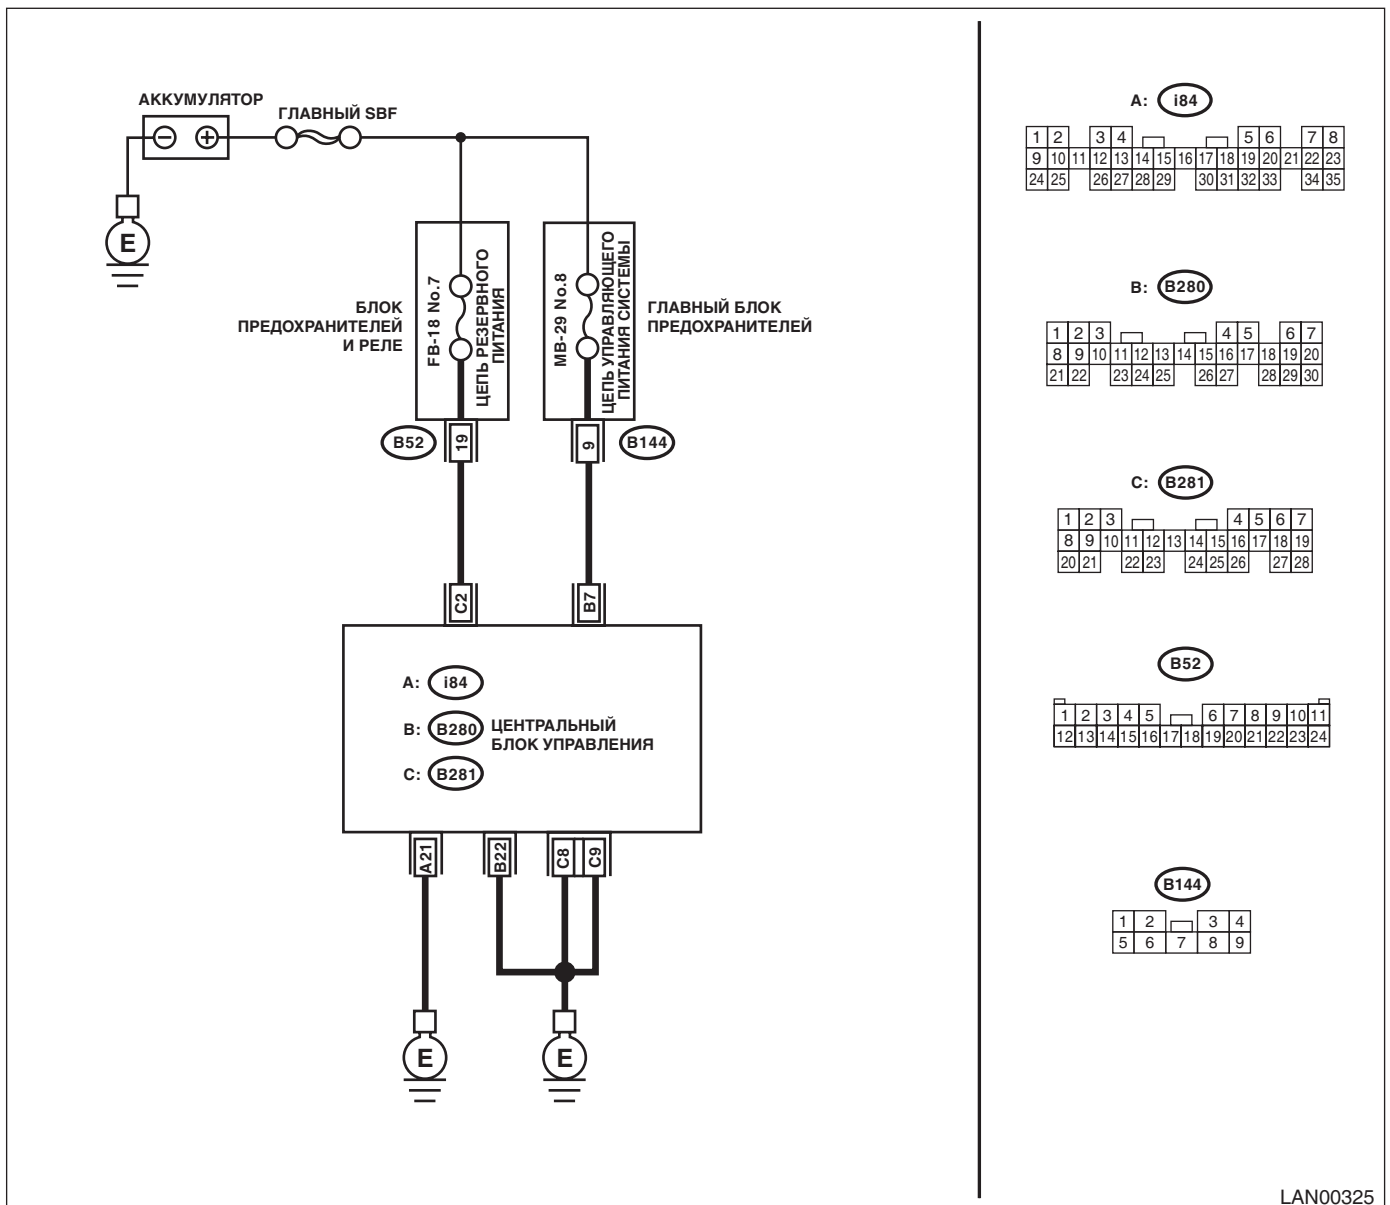 АККУМУЛЯТОР
ГЛАВНЫЙ SBF
E
БЛОК
ПРЕДОХРАНИТЕЛЕЙ
И РЕЛЕ
FB-18 No.7
ЦЕПЬ РЕЗЕРВНОГО
ПИТАНИЯ
MB-29 No.8
ЦЕПЬ УПРАВЛЯЮЩЕГО
ПИТАНИЯ СИСТЕМЫ
ГЛАВНЫЙ БЛОК
ПРЕДОХРАНИТЕЛЕЙ
B52 19 9 B144
C2 B7
A: i84
B: B280
C: B281
ЦЕНТРАЛЬНЫЙ
БЛОК УПРАВЛЕНИЯ
A21 B22 C8 C9
E E
A: i84
1 2 3 4 5 6 7 8
9 10 11 12 13 14 15 16 17 18 19 20 21 22 23
24 25 26 27 28 29 30 31 32 33 34 35
B: B280
1 2 3 4 5 6 7
8 9 10 11 12 13 14 15 16 17 18 19 20
21 22 23 24 25 26 27 28 29 30
C: B281
1 2 3 4 5 6 7
8 9 10 11 12 13 14 15 16 17 18 19
20 21 22 23 24 25 26 27 28
B52
1 2 3 4 5 6 7 8 9 10 11
12 13 14 15 16 17 18 19 20 21 22 23 24
B144
1 2 3 4
5 6 7 8 9
LAN00325